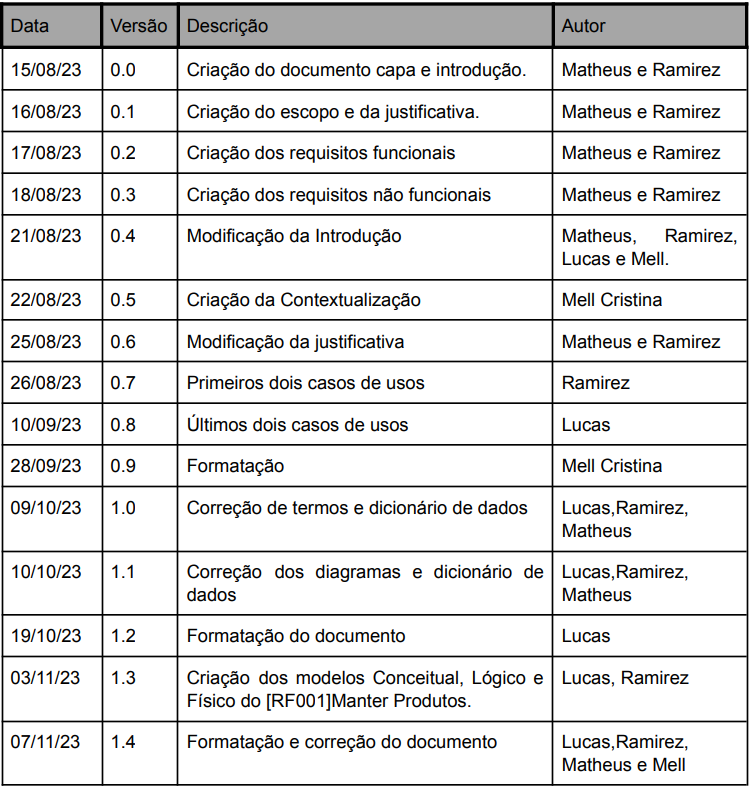 Data Versão Descrição Autor
15/08/23 0.0 Criação do documento capa e introdução. Matheus e Ramirez
16/08/23 0.1 Criação do escopo e da justificativa. Matheus e Ramirez
17/08/23 0.2 Criação dos requisitos funcionais Matheus e Ramirez
18/08/23 0.3 Criação dos requisitos não funcionais Matheus e Ramirez
21/08/23 0.4 Modificação da Introdução Matheus, Ramirez,
Lucas e Mell.
22/08/23 0.5 Criação da Contextualização Mell Cristina
25/08/23 0.6 Modificação da justificativa Matheus e Ramirez
26/08/23 0.7 Primeiros dois casos de usos Ramirez
10/09/23 0.8 Últimos dois casos de usos Lucas
28/09/23 0.9 Formatação Mell Cristina
09/10/23 1.0 Correção de termos e dicionário de dados Lucas,Ramirez,
Matheus
10/10/23 1.1 Correção dos diagramas e dicionário de Lucas,Ramirez,
dados Matheus
19/10/23 1.2 Formatação do documento Lucas
03/11/23 1.3 Criação dos modelos Conceitual, Lógico e Lucas, Ramirez
Físico do [RF001]Manter Produtos.
07/11/23 1.4 Formatação e correção do documento Lucas,Ramirez,
Matheus e Mell